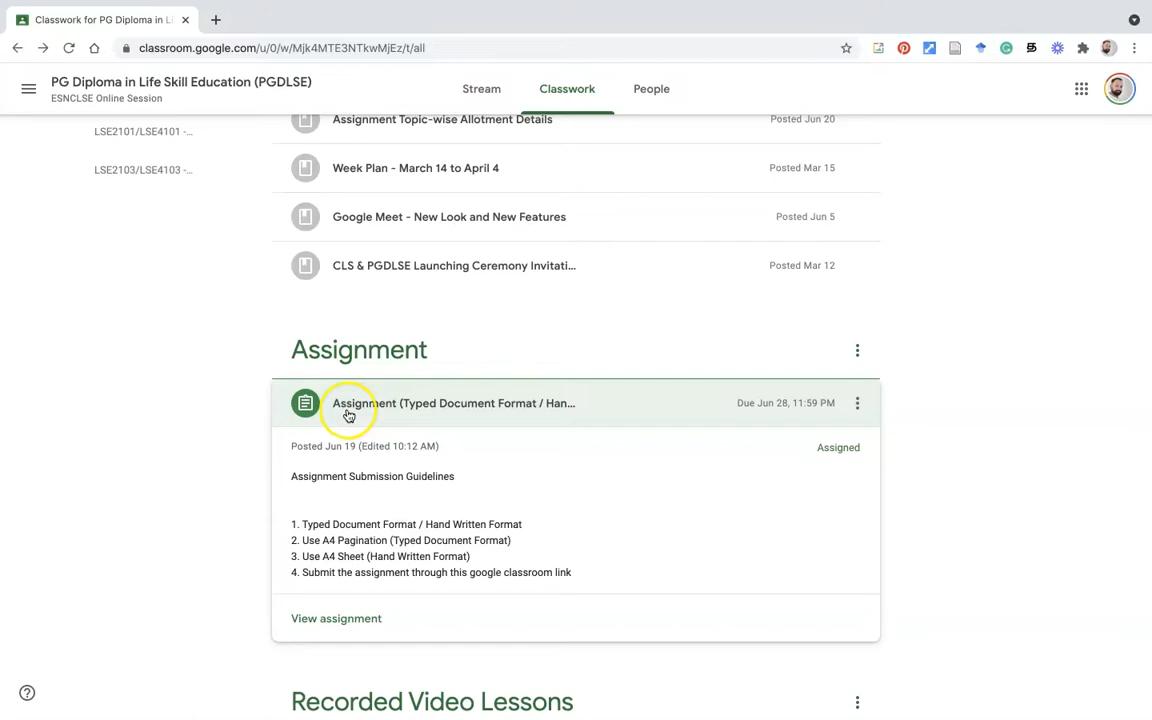 Classwork for PG Diploma in Li
classroom.google.com/u/0/w/Mjk4MTE3NTkwMjEz/t/all
PG Diploma in Life Skill Education (PGDLSE)
ESNCLSE Online Session
Stream
Classwork
People
LSE2101/LSE4101 -...
LSE2103/LSE4103 -...
Assignment Topic-wise Allotment Details
Posted Jun 20
Week Plan - March 14 to April 4
Posted Mar 15
Google Meet - New Look and New Features
Posted Jun 5
CLS & PGDLSE Launching Ceremony Invitati...
Posted Mar 12
Assignment
Assignment (Typed Document Format / Han...
Due Jun 28, 11:59 PM
Posted Jun 19 (Edited 10:12 AM)
Assigned
Assignment Submission Guidelines
1. Typed Document Format / Hand Written Format
2. Use A4 Pagination (Typed Document Format)
3. Use A4 Sheet (Hand Written Format)
4. Submit the assignment through this google classroom link
View assignment
Recorded Video Lessons